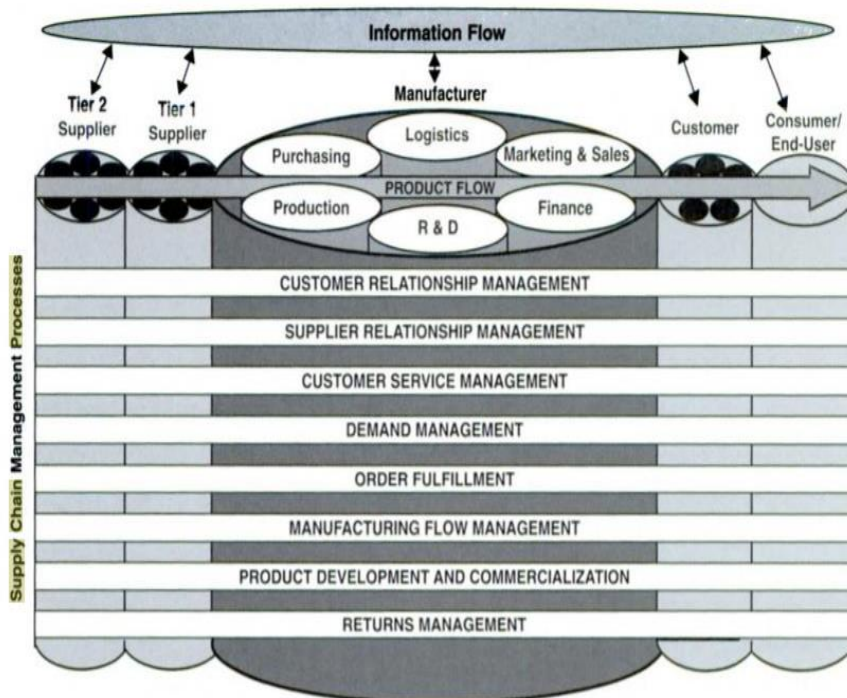 Information Flow
Tier 2
Supplier
Tier 1
Supplier
Manufacturer
Customer
Consumer/
End-User
Logistics
Purchasing
Marketing & Sales
PRODUCT FLOW
Production
R & D
Finance
Supply Chain Management Processes
CUSTOMER RELATIONSHIP MANAGEMENT
SUPPLIER RELATIONSHIP MANAGEMENT
CUSTOMER SERVICE MANAGEMENT
DEMAND MANAGEMENT
ORDER FULFILLMENT
MANUFACTURING FLOW MANAGEMENT
PRODUCT DEVELOPMENT AND COMMERCIALIZATION
RETURNS MANAGEMENT